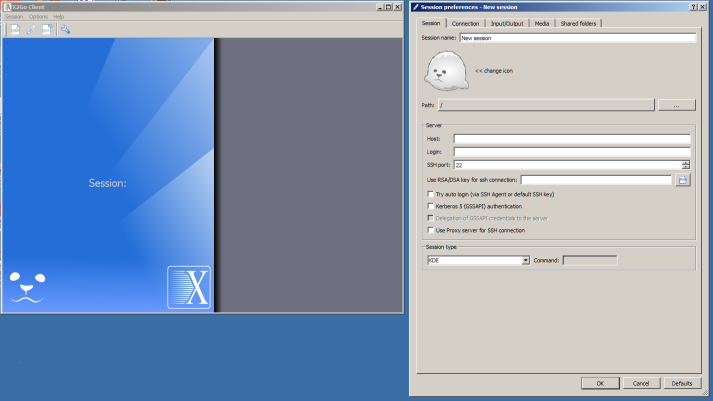 X2Go Client
Session Options Help
Session:
X
Session preferences - New session
Session Connection Input/Output Media Shared folders
Session name: New session
<< change icon
Path: / ...
Server
Host:
Login:
SSH port: 22
Use RSA/DSA key for ssh connection:
Try auto login (via SSH Agent or default SSH key)
Kerberos 5 (GSSAPI) authentication
Delegation of GSSAPI credentials to the server
Use Proxy server for SSH connection
Session type
KDE Command:
OK Cancel Defaults